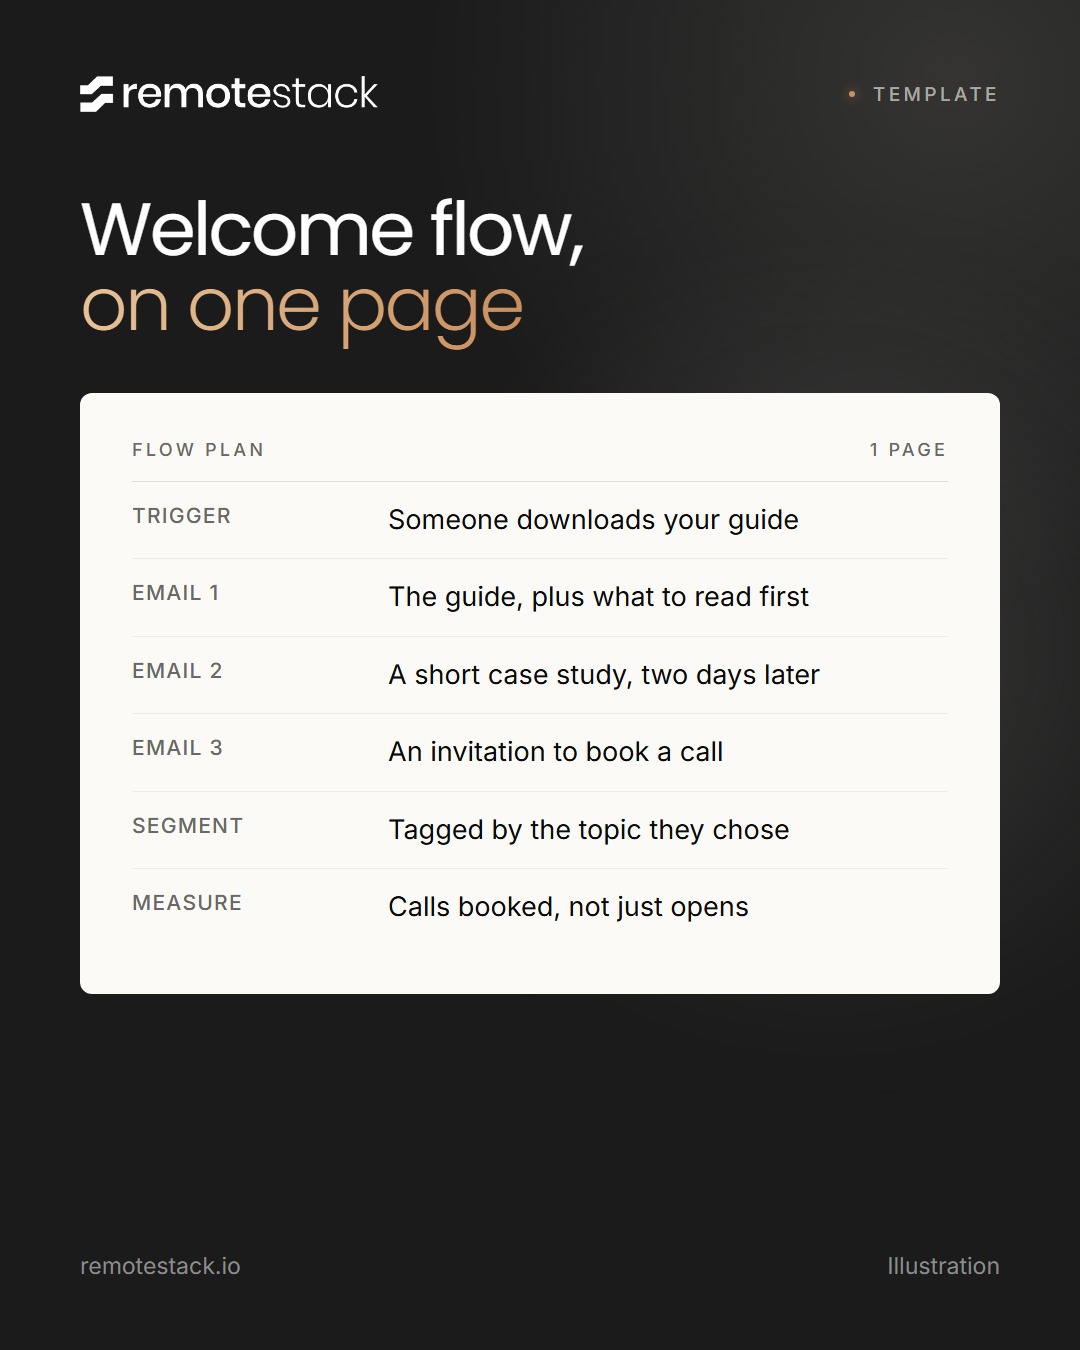 remotestack
TEMPLATE
Welcome flow,
on one page
FLOW PLAN
1 PAGE
TRIGGER
Someone downloads your guide
EMAIL 1
The guide, plus what to read first
EMAIL 2
A short case study, two days later
EMAIL 3
An invitation to book a call
SEGMENT
Tagged by the topic they chose
MEASURE
Calls booked, not just opens
remotestack.io
Illustration